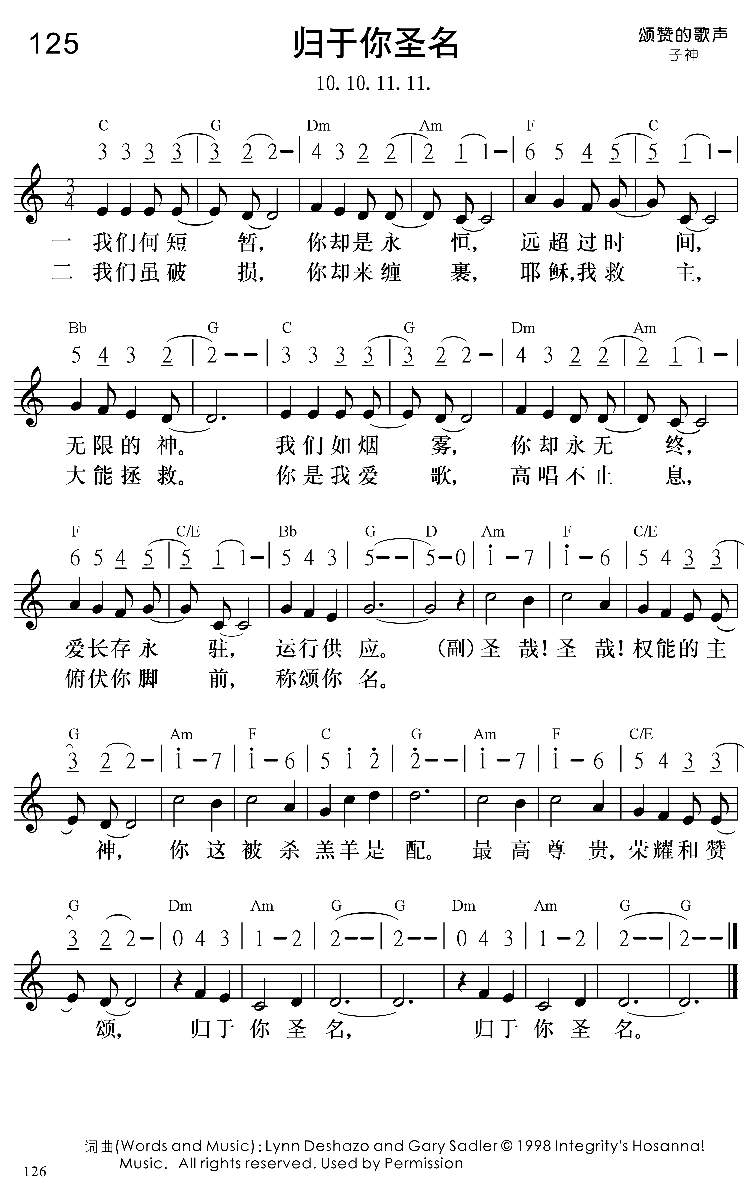 125
归于你圣名
颂赞的歌声
子神
10. 10. 11. 11.
C G Dm Am F C
3 3 3 3 | 3 2 2– | 4 3 2 2 | 2 1 1– | 6 5 4 5 | 5 1 1– |
3/4
一 我们何短 暂， 你却是永 恒， 远超过时 间，
二 我们虽破 损， 你却来缠 裹， 耶稣，我救 主，
Bb G C G Dm Am
5 4 3 2 | 2–– | 3 3 3 3 | 3 2 2– | 4 3 2 2 | 2 1 1– |
无限的 神。 我们如烟 雾， 你却永无 终，
大能拯 救。 你是我爱 歌， 高唱不止 息，
F C/E Bb G D Am F C/E
6 5 4 5 | 5 1 1– | 5 4 3 | 5–– | 5–0 | 1–7 | 1–6 | 5 4 3 3 |
爱长存永 驻， 运行供 应。 （副）圣 哉！圣 哉！权能的主
俯伏你脚 前， 称颂你 名。
G Am F C G Am F C/E
3 2 2– | 1–7 | 1–6 | 5 1 2 | 2–– | 1–7 | 1–6 | 5 4 3 3 |
神， 你 这 被 杀 羔羊是 配。 最 高 尊 贵，荣耀和赞
G Dm Am G G Dm Am G G
3 2 2– | 0 4 3 | 1–2 | 2–– | 2–– | 0 4 3 | 1–2 | 2–– | 2–– ‖
颂， 归于 你 圣 名， 归于 你 圣 名。
词曲(Words and Music)：Lynn Deshazo and Gary Sadler © 1998 Integrity's Hosanna!
Music. All rights reserved. Used by Permission
126